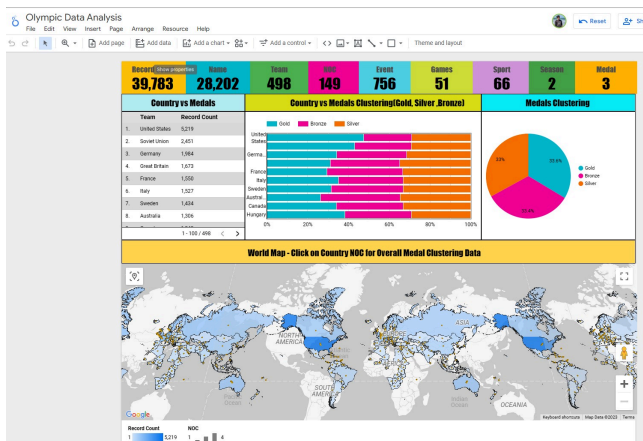 Olympic Data Analysis
File Edit View Insert Page Arrange Resource Help
Reset
Add page Add data Add a chart Add a control Theme and layout
Show properties
Record Name Team NOC Event Games Sport Season Medal
39,783 28,202 498 149 756 51 66 2 3
Country vs Medals
Team Record Count
1. United States 5,219
2. Soviet Union 2,451
3. Germany 1,984
4. Great Britain 1,673
5. France 1,550
6. Italy 1,527
7. Sweden 1,434
8. Australia 1,306
1 - 100 / 498
Country vs Medals Clustering(Gold, Silver ,Bronze)
Gold Bronze Silver
United States
Germa...
France
Italy
Sweden
Austral...
Canada
Hungary
0% 20% 40% 60% 80% 100%
Medals Clustering
33%
33.6%
Gold
Bronze
Silver
World Map - Click on Country NOC for Overall Medal Clustering Data
NORTH AMERICA
ASIA
SOUTH AMERICA
Indian Ocean
OCEANIA
Google
Keyboard shortcuts Map Data ©2023 Terms
Record Count NOC
1 5,219 1 4